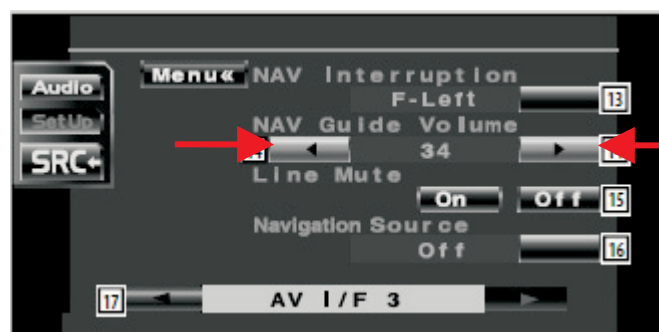 Menu« NAV Interruption
Audio
F-Left 13
SetUp
NAV Guide Volume
34
SRC
Line Mute
On Off 15
Navigation Source
Off 16
17 AV I/F 3